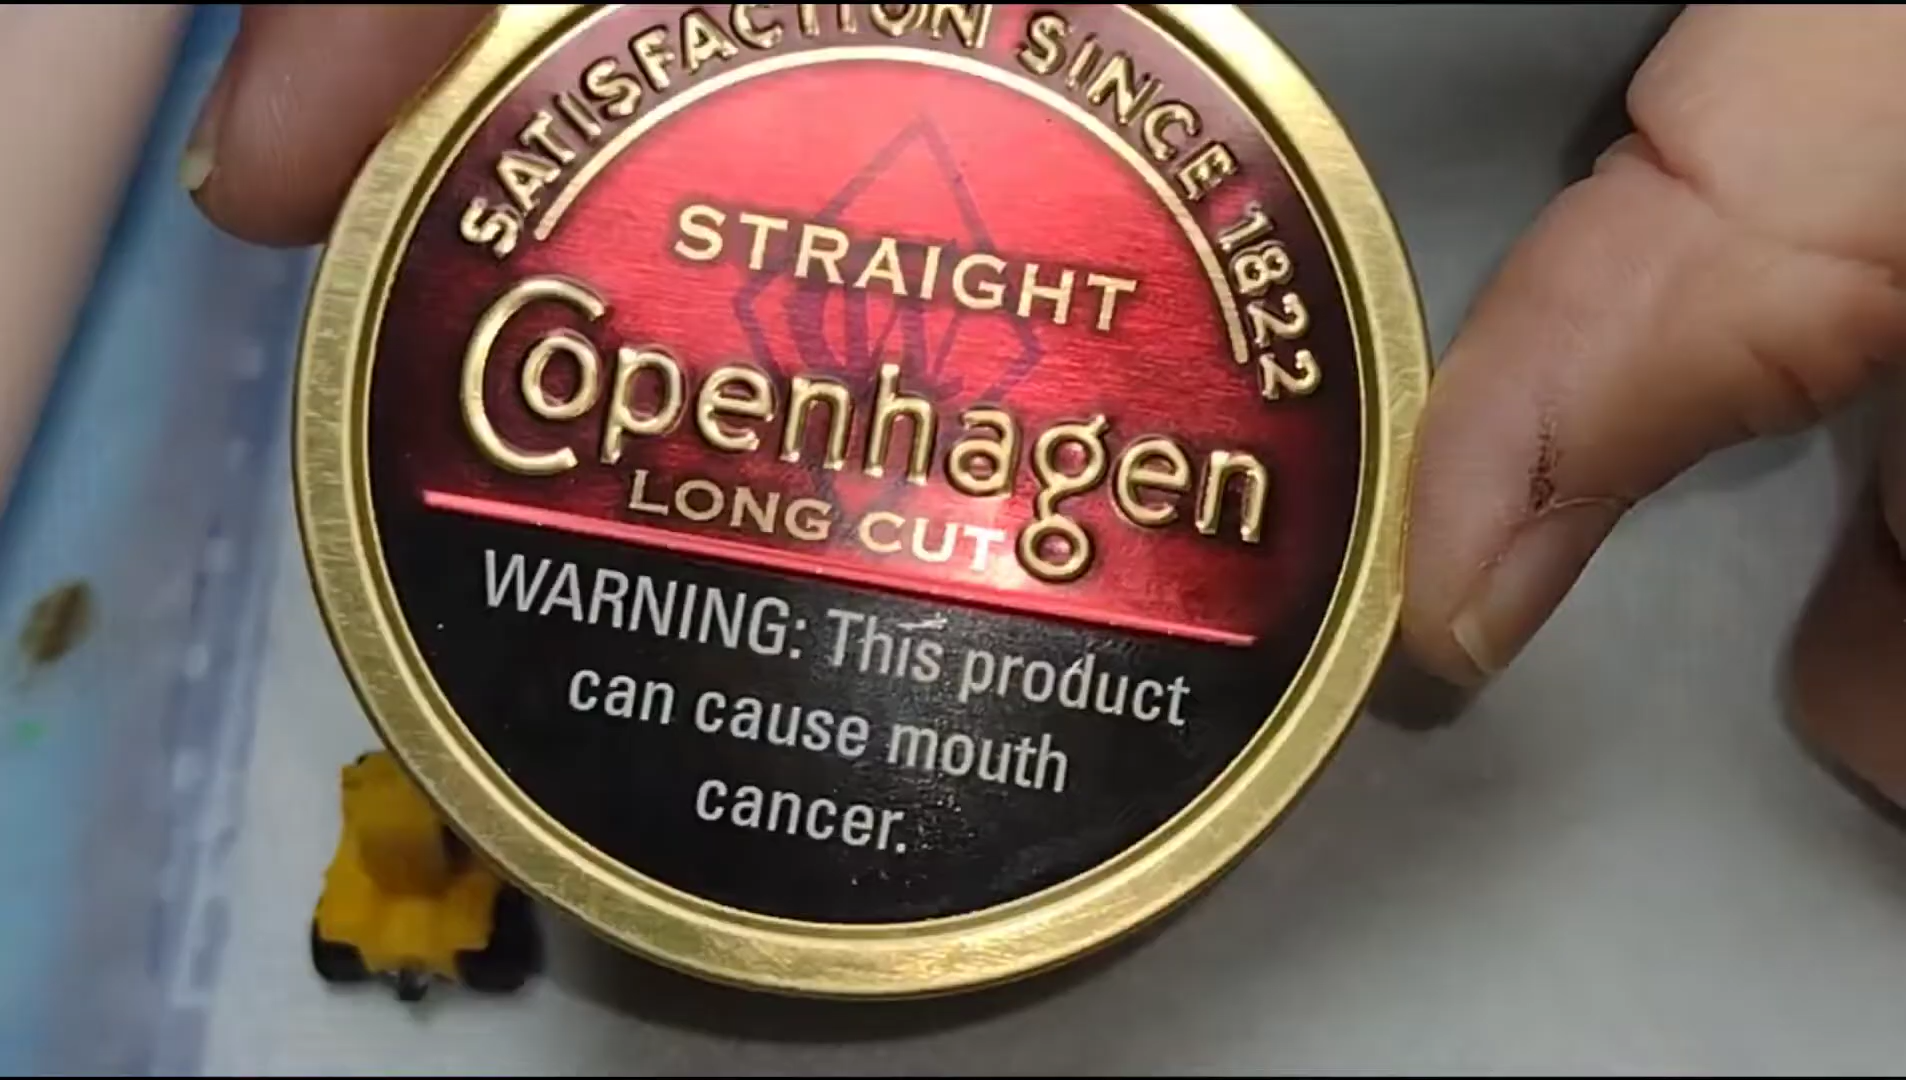 SATISFACTION SINCE 1822
STRAIGHT
Copenhagen
LONG CUT
WARNING: This product
can cause mouth
cancer.